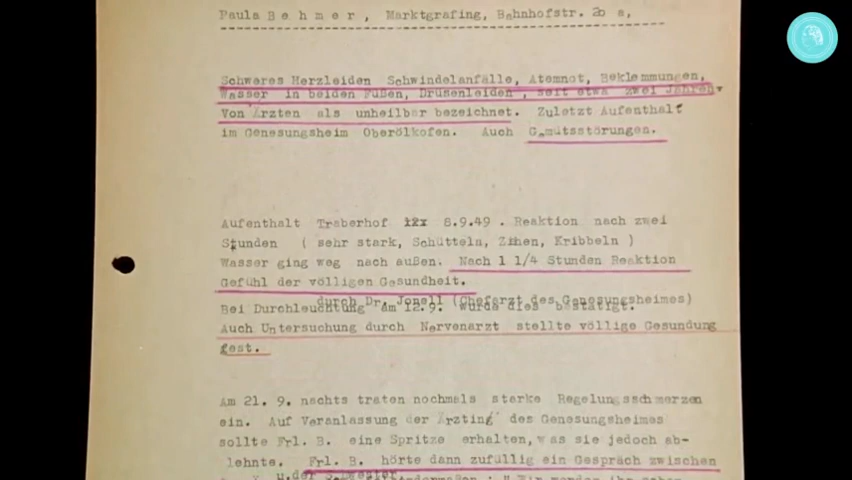 Paula Behmer, Marktgrafing, Bahnhofstr. 2b a,
Schweres Herzleiden Schwindelanfälle, Atemnot, Beklemmungen,
Wasser in beiden Füßen, Drüsenleiden, seit etwa zwei Jahren.
Von Ärzten als unheilbar bezeichnet. Zuletzt Aufenthalt
im Genesungsheim Oberölkofen. Auch Gemütsstörungen.
Aufenthalt Traberhof 8.9.49 . Reaktion nach zwei
Stunden ( sehr stark, Schütteln, Zihen, Kribbeln )
Wasser ging weg nach außen. Nach 1 1/4 Stunden Reaktion
Gefühl der völligen Gesundheit.
durch Dr. Jonell (Chefarzt des Genesungsheimes)
Bei Durchleuchtung am 12.9. wurde dies bestätigt.
Auch Untersuchung durch Nervenarzt stellte völlige Gesundung
fest.
Am 21. 9. nachts traten nochmals starke Regelungsschmerzen
ein. Auf Veranlassung der Ärztin des Genesungsheimes
sollte Frl. B. eine Spritze erhalten, was sie jedoch ab-
lehnte. Frl. B. hörte dann zufüllig ein Gespräch zwischen
u.der